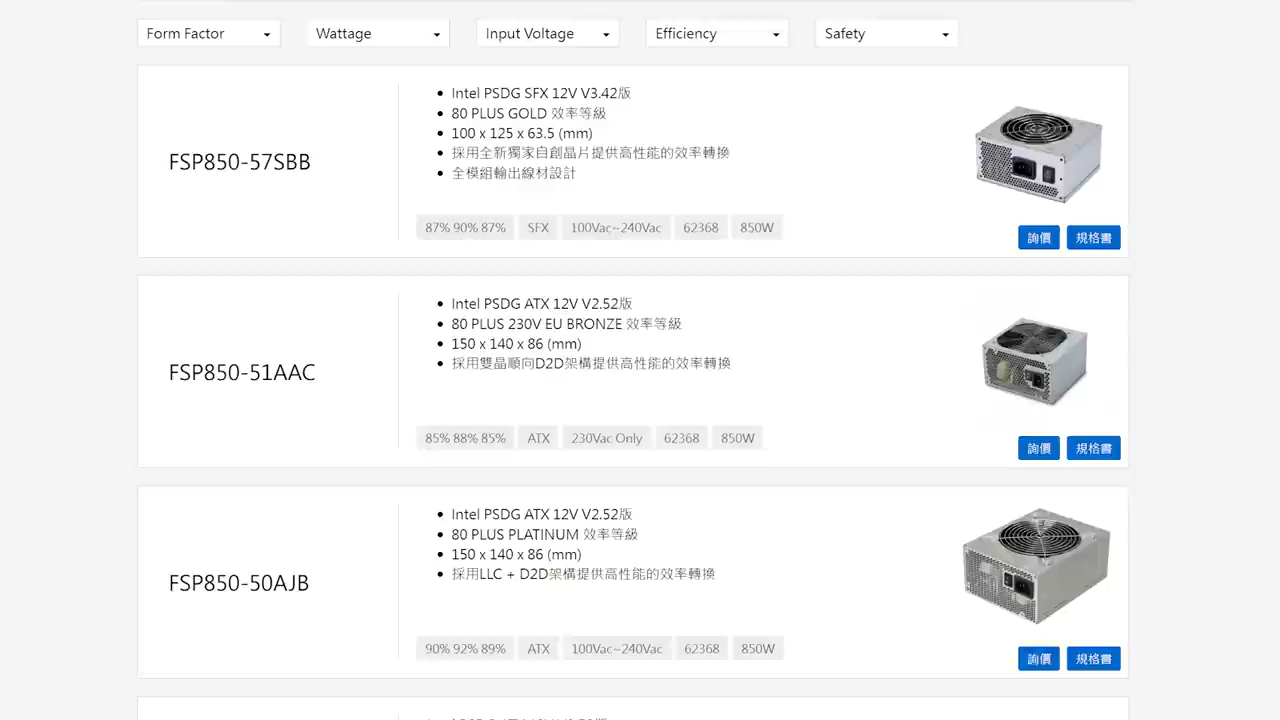 Form Factor Wattage Input Voltage Efficiency Safety
FSP850-57SBB
Intel PSDG SFX 12V V3.42版
80 PLUS GOLD 效率等級
100 x 125 x 63.5 (mm)
採用全新獨家自創晶片提供高性能的效率轉換
全模組輸出線材設計
87% 90% 87% SFX 100Vac~240Vac 62368 850W
詢價 規格書
FSP850-51AAC
Intel PSDG ATX 12V V2.52版
80 PLUS 230V EU BRONZE 效率等級
150 x 140 x 86 (mm)
採用雙晶順向D2D架構提供高性能的效率轉換
85% 88% 85% ATX 230Vac Only 62368 850W
詢價 規格書
FSP850-50AJB
Intel PSDG ATX 12V V2.52版
80 PLUS PLATINUM 效率等級
150 x 140 x 86 (mm)
採用LLC + D2D架構提供高性能的效率轉換
90% 92% 89% ATX 100Vac~240Vac 62368 850W
詢價 規格書